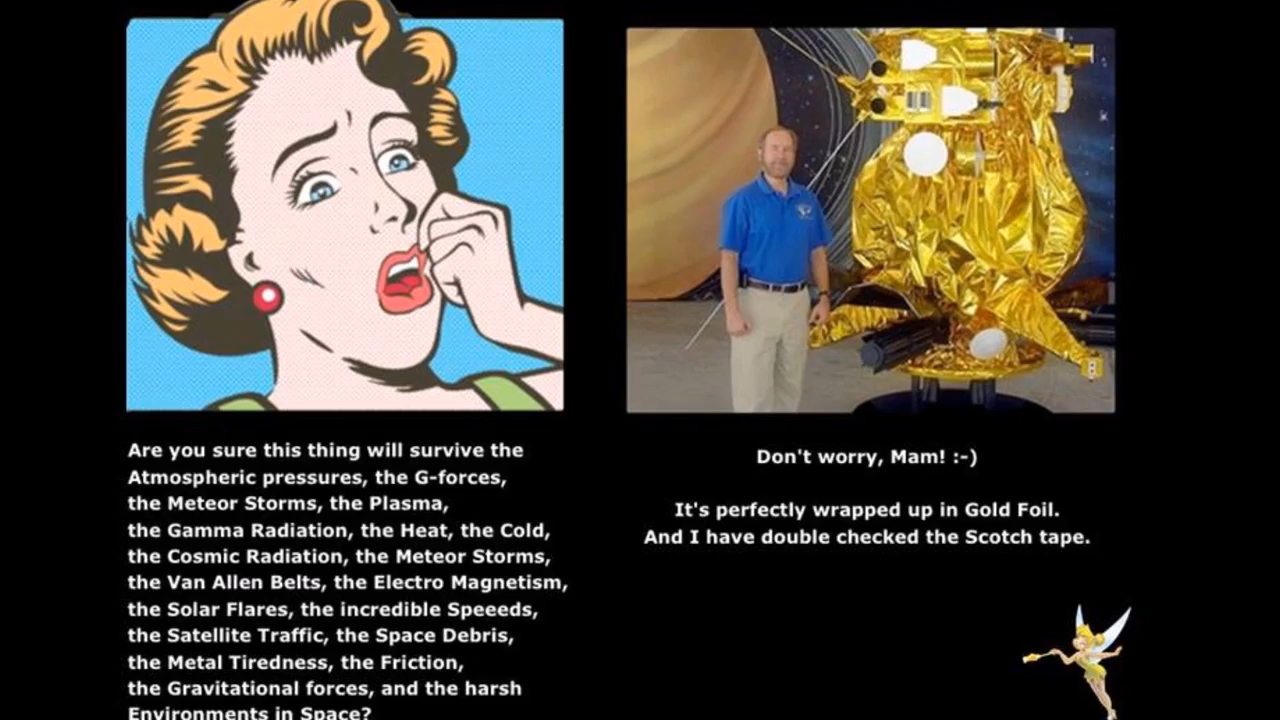 Are you sure this thing will survive the
Atmospheric pressures, the G-forces,
the Meteor Storms, the Plasma,
the Gamma Radiation, the Heat, the Cold,
the Cosmic Radiation, the Meteor Storms,
the Van Allen Belts, the Electro Magnetism,
the Solar Flares, the incredible Speeeds,
the Satellite Traffic, the Space Debris,
the Metal Tiredness, the Friction,
the Gravitational forces, and the harsh
Environments in Space?
Don't worry, Mam! :-)
It's perfectly wrapped up in Gold Foil.
And I have double checked the Scotch tape.